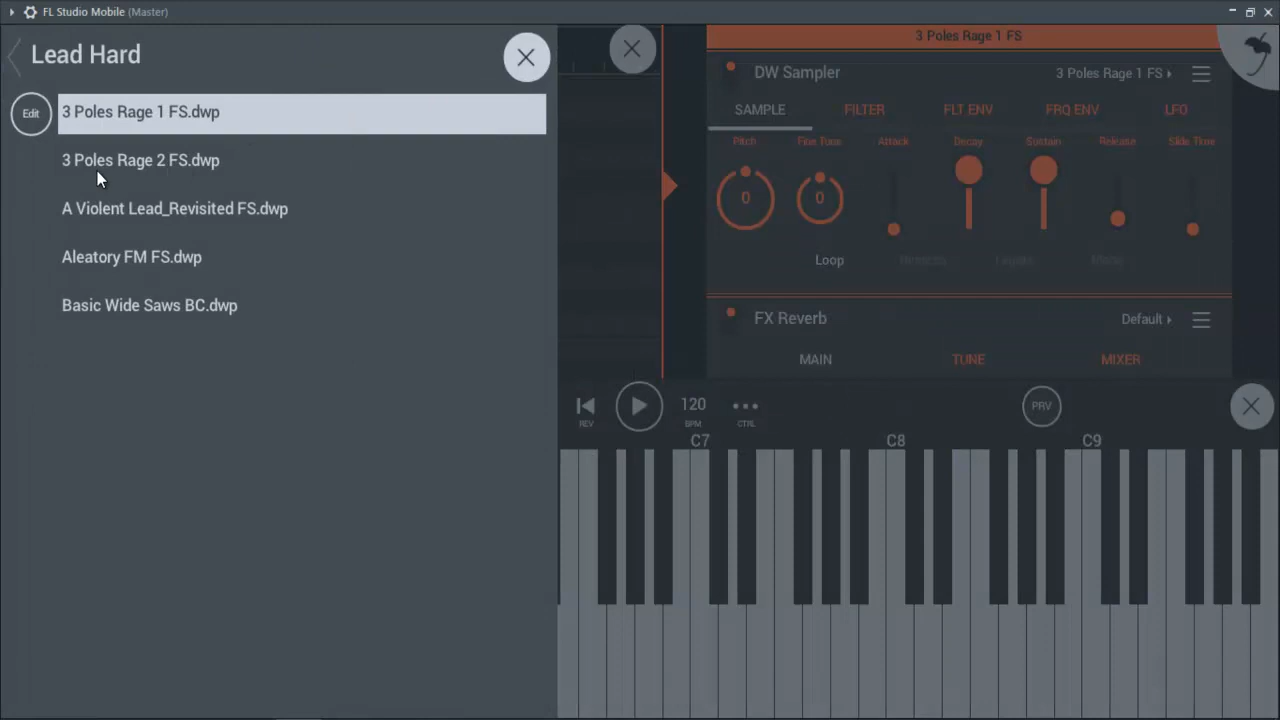 FL Studio Mobile (Master)
Lead Hard
Edit
3 Poles Rage 1 FS.dwp
3 Poles Rage 2 FS.dwp
A Violent Lead_Revisited FS.dwp
Aleatory FM FS.dwp
Basic Wide Saws BC.dwp
3 Poles Rage 1 FS
DW Sampler
3 Poles Rage 1 FS
SAMPLE FILTER FLT ENV FRQ ENV LFO
Pitch Fine Tune Attack Decay Sustain Release Slide Time
0 0
Loop Legato Mono
FX Reverb Default
MAIN TUNE MIXER
120 PRV
REV BPM CTRL
C7 C8 C9